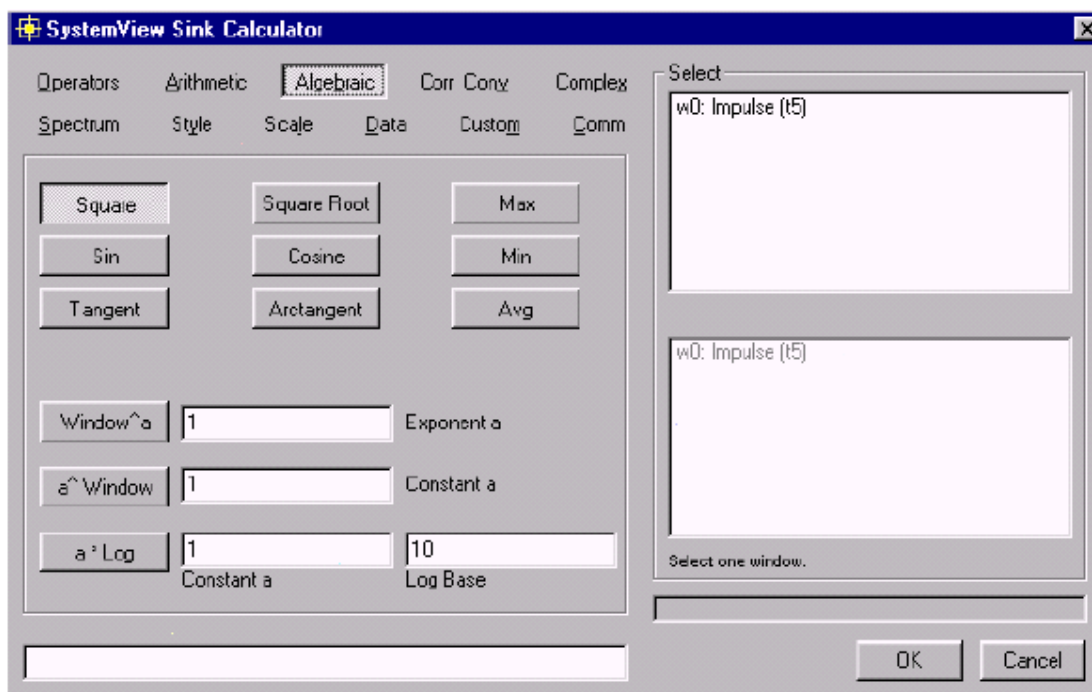 SystemView Sink Calculator
Operators Arithmetic Algebraic Corr Conv Complex
Spectrum Style Scale Data Custom Comm
Square Square Root Max
Sin Cosine Min
Tangent Arctangent Avg
Window^a 1 Exponent a
a^ Window 1 Constant a
a * Log 1 10
Constant a Log Base
Select
w0: Impulse (t5)
w0: Impulse (t5)
Select one window.
OK Cancel